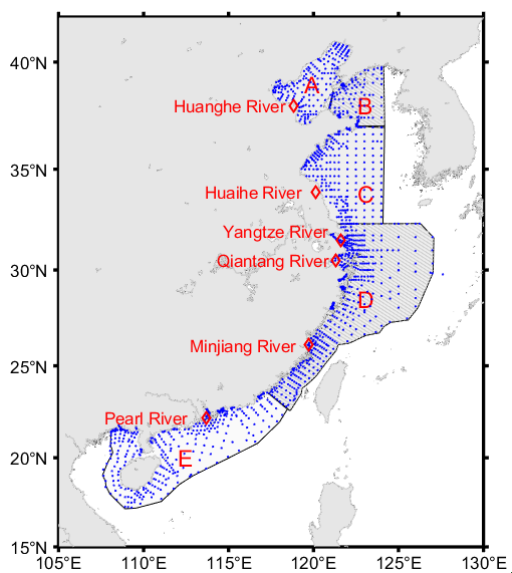 40°N
A
Huanghe River
B
35°N
Huaihe River
C
Yangtze River
30°N
Qiantang River
D
Minjiang River
25°N
Pearl River
20°N
E
15°N
105°E
110°E
115°E
120°E
125°E
130°E